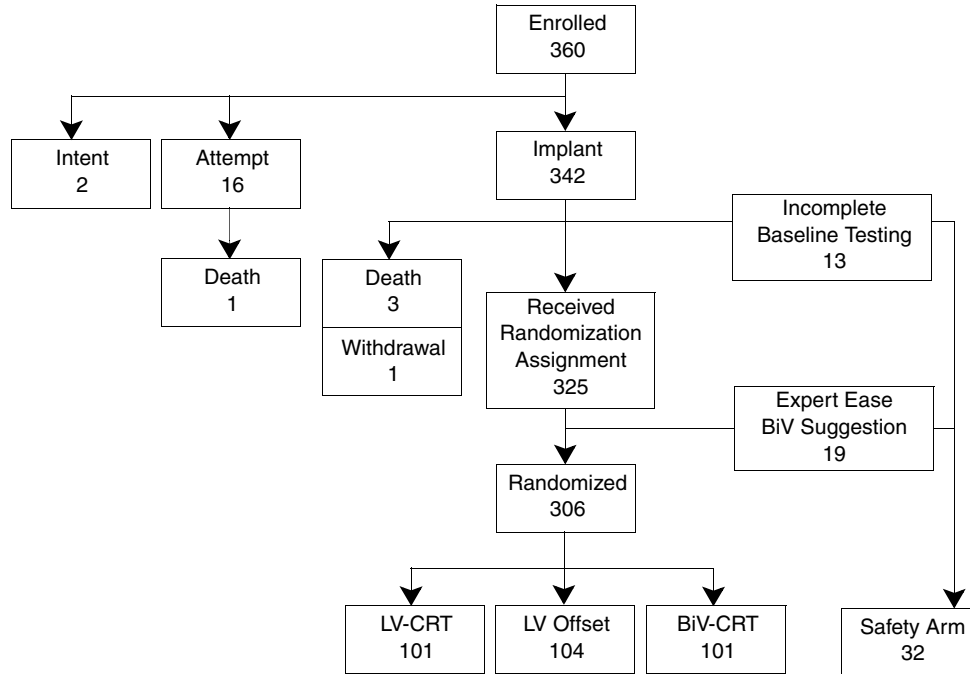 Enrolled
360
Intent
2
Attempt
16
Implant
342
Death
1
Death
3
Withdrawal
1
Incomplete
Baseline Testing
13
Received
Randomization
Assignment
325
Expert Ease
BiV Suggestion
19
Randomized
306
LV-CRT
101
LV Offset
104
BiV-CRT
101
Safety Arm
32